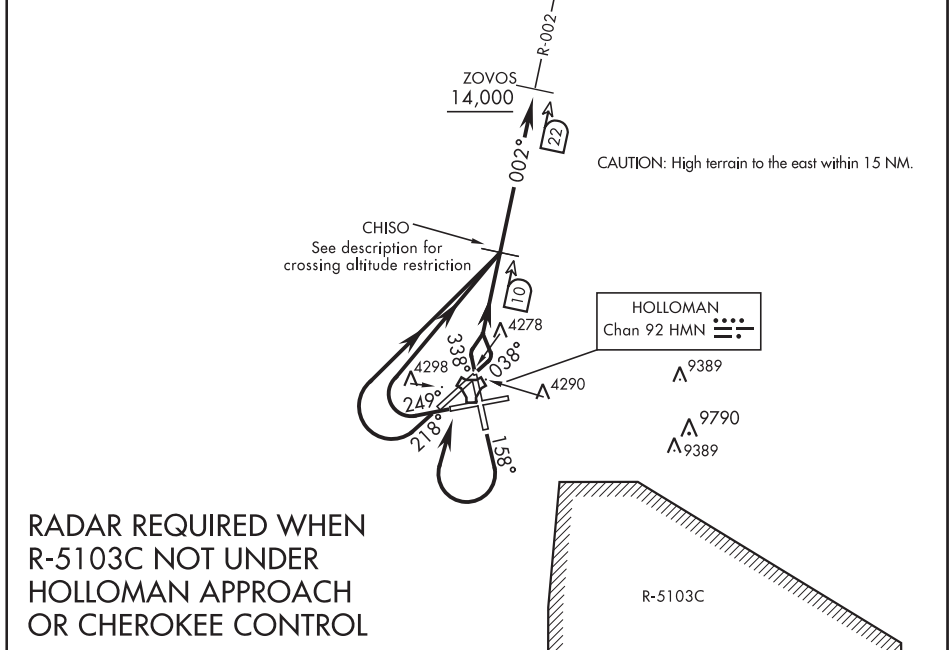 R-002
ZOVOS
14,000
22
002°
CAUTION: High terrain to the east within 15 NM.
CHISO
See description for
crossing altitude restriction
10
HOLLOMAN
Chan 92 HMN
4278
338°
038°
4298
4290
9389
249°
218°
9790
9389
158°
RADAR REQUIRED WHEN
R-5103C NOT UNDER
HOLLOMAN APPROACH
OR CHEROKEE CONTROL
R-5103C